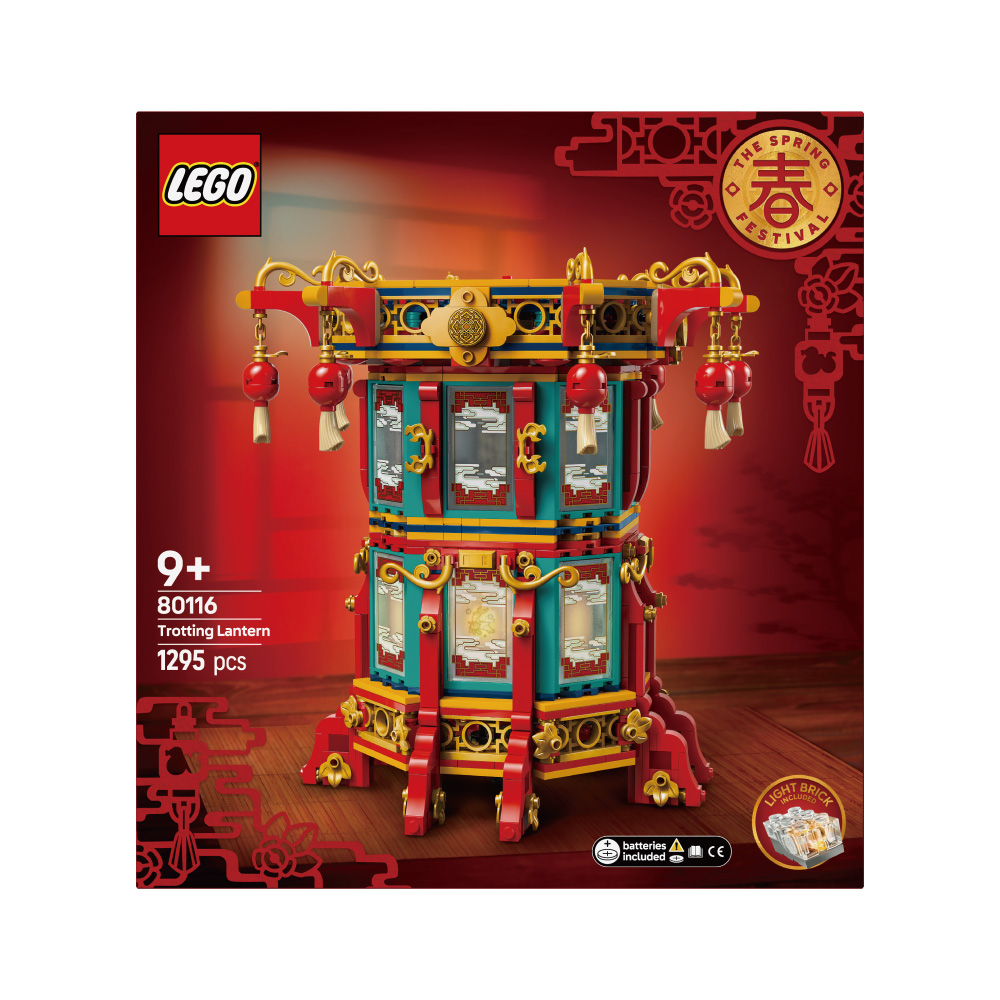 LEGO
THE SPRING
春
FESTIVAL
9+
80116
Trotting Lantern
1295 pcs
LIGHT BRICK
INCLUDED
batteries
included
CE